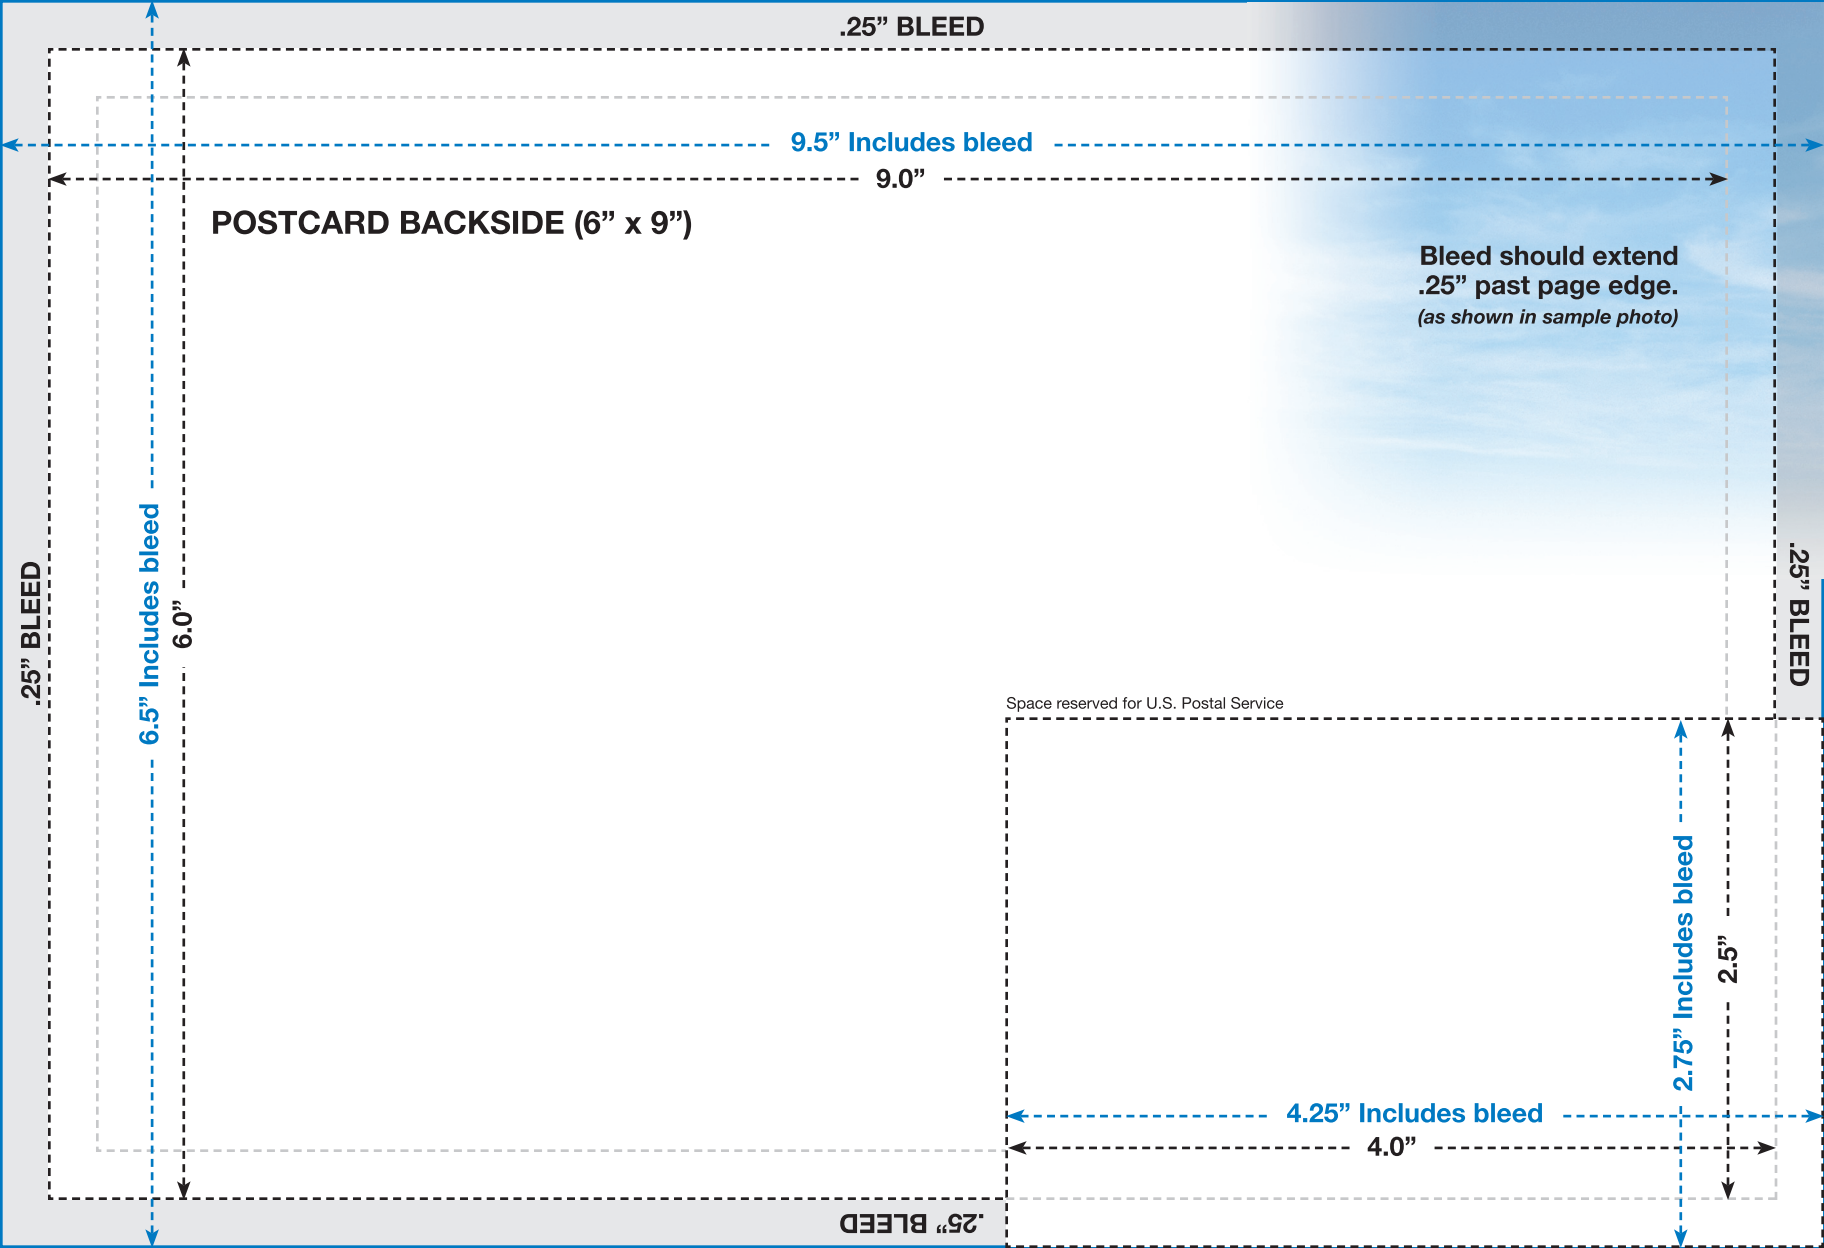 .25” BLEED
9.5” Includes bleed
9.0”
POSTCARD BACKSIDE (6” x 9”)
Bleed should extend
.25” past page edge.
(as shown in sample photo)
.25” BLEED
6.5” Includes bleed
6.0”
.25” BLEED
Space reserved for U.S. Postal Service
2.75” Includes bleed
2.5”
4.25” Includes bleed
4.0”
.25” BLEED